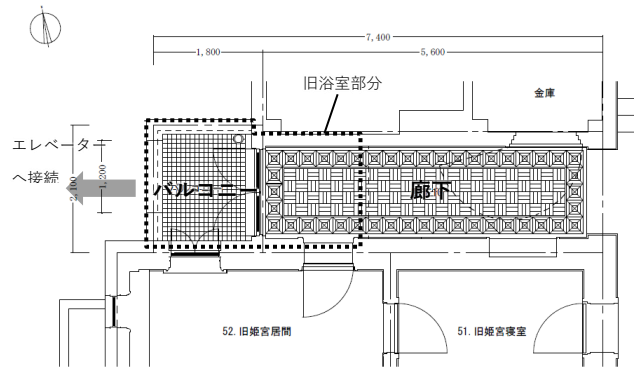 7,400
1,800
5,600
旧浴室部分
金庫
エレベーター
へ接続
2,100
1,200
バルコニー
廊下
52. 旧姫宮居間
51. 旧姫宮寝室